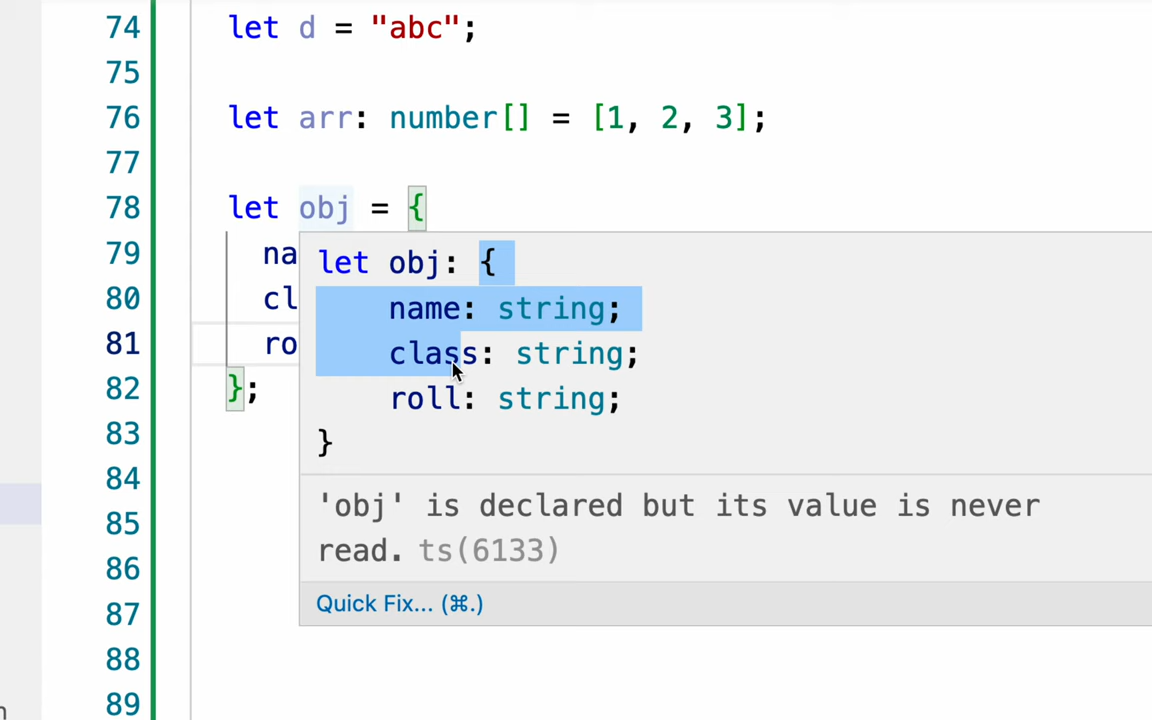 74 let d = "abc";
75
76 let arr: number[] = [1, 2, 3];
77
78 let obj = {
79 na
let obj: {
80 cl
name: string;
81 ro
class: string;
82 };
roll: string;
83
}
84
85
'obj' is declared but its value is never
read. ts(6133)
86
87
Quick Fix... (⌘.)
88
89